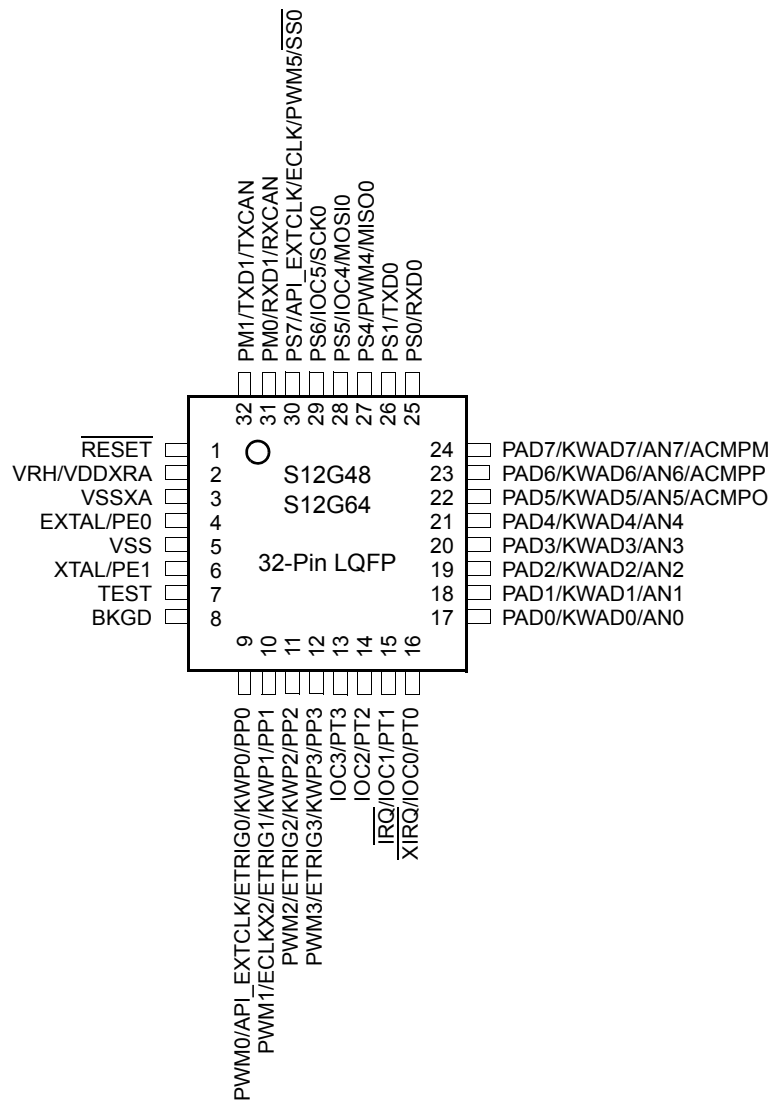 PM1/TXD1/TXCAN
PM0/RXD1/RXCAN
PS7/API_EXTCLK/ECLK/PWM5/SS0
PS6/IOC5/SCK0
PS5/IOC4/MOSI0
PS4/PWM4/MISO0
PS1/TXD0
PS0/RXD0
32
31
30
29
28
27
26
25
RESET 1
VRH/VDDXRA 2
VSSXA 3
EXTAL/PE0 4
VSS 5
XTAL/PE1 6
TEST 7
BKGD 8
S12G48
S12G64
32-Pin LQFP
24 PAD7/KWAD7/AN7/ACMPM
23 PAD6/KWAD6/AN6/ACMPP
22 PAD5/KWAD5/AN5/ACMPO
21 PAD4/KWAD4/AN4
20 PAD3/KWAD3/AN3
19 PAD2/KWAD2/AN2
18 PAD1/KWAD1/AN1
17 PAD0/KWAD0/AN0
9
10
11
12
13
14
15
16
PWM0/API_EXTCLK/ETRIG0/KWP0/PP0
PWM1/ECLKX2/ETRIG1/KWP1/PP1
PWM2/ETRIG2/KWP2/PP2
PWM3/ETRIG3/KWP3/PP3
IOC3/PT3
IOC2/PT2
IRQ/IOC1/PT1
XIRQ/IOC0/PT0